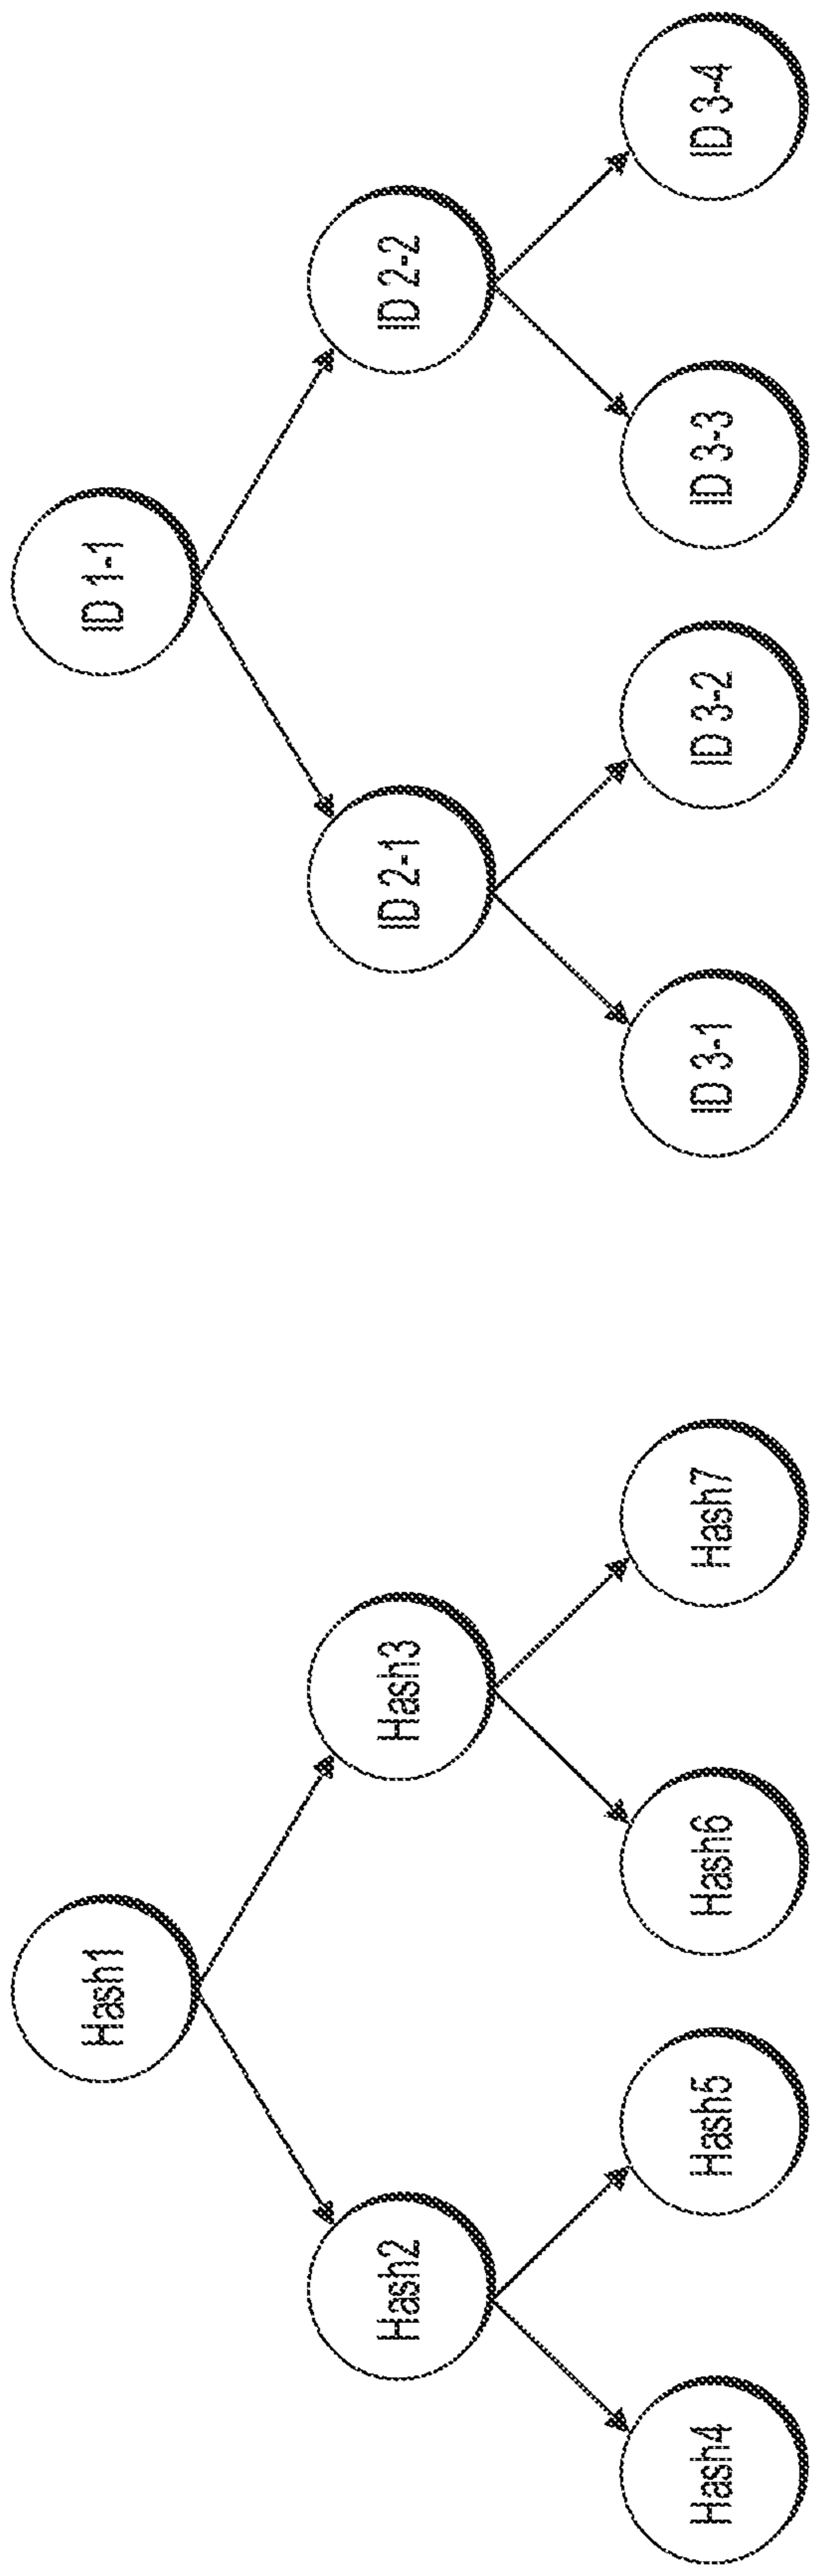 Hash1
Hash2
Hash3
Hash4
Hash5
Hash6
Hash7
ID 1-1
ID 2-1
ID 2-2
ID 3-1
ID 3-2
ID 3-3
ID 3-4